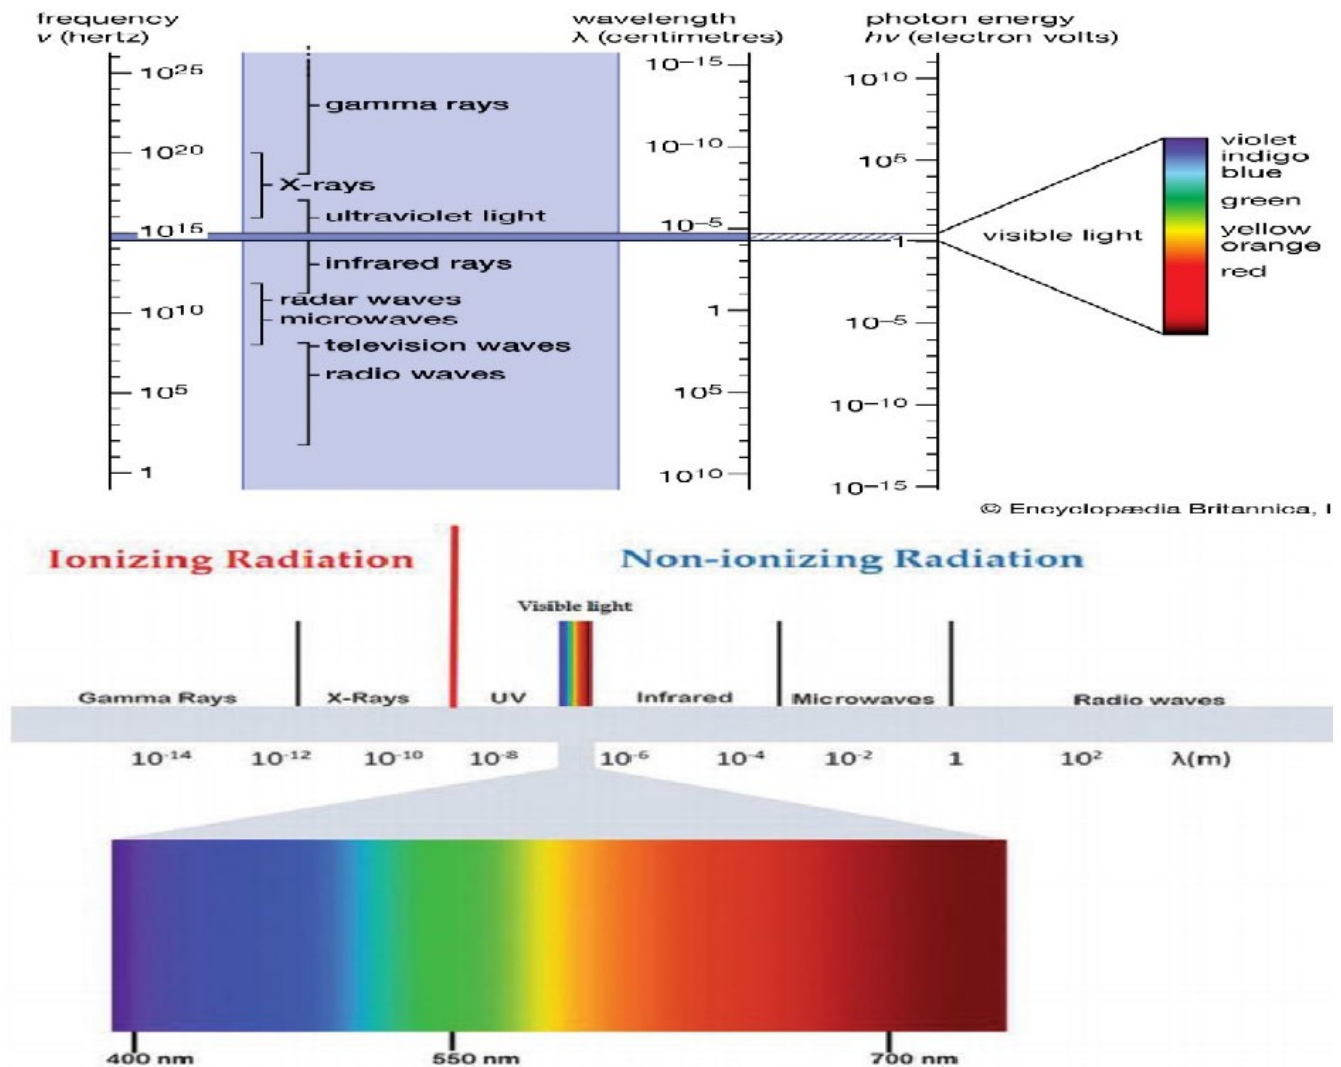 frequency
ν (hertz)
wavelength
λ (centimetres)
photon energy
hν (electron volts)
10²⁵
10²⁰
10¹⁵
10¹⁰
10⁵
1
gamma rays
X-rays
ultraviolet light
infrared rays
radar waves
microwaves
television waves
radio waves
10⁻¹⁵
10⁻¹⁰
10⁻⁵
1
10⁵
10¹⁰
10¹⁰
10⁵
1
10⁻⁵
10⁻¹⁰
10⁻¹⁵
visible light
violet
indigo
blue
green
yellow
orange
red
© Encyclopædia Britannica, I
Ionizing Radiation
Non-ionizing Radiation
Visible light
Gamma Rays X-Rays UV Infrared Microwaves Radio waves
10⁻¹⁴ 10⁻¹² 10⁻¹⁰ 10⁻⁸ 10⁻⁶ 10⁻⁴ 10⁻² 1 10² λ(m)
400 nm 550 nm 700 nm